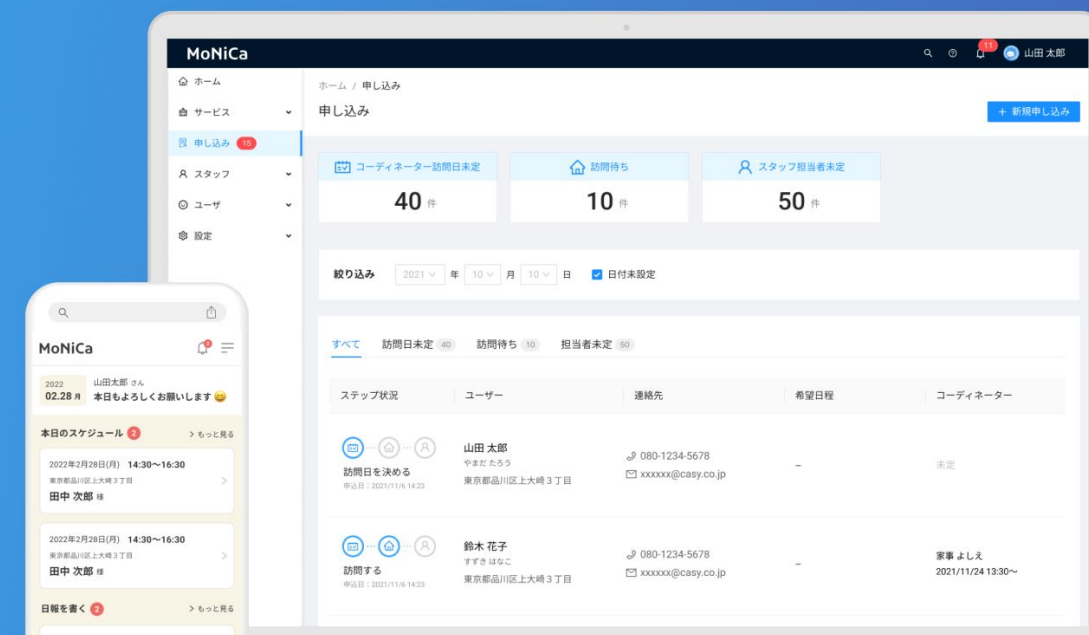 MoNiCa
11
山田 太郎
ホーム
サービス
申し込み 15
スタッフ
ユーザ
設定
ホーム / 申し込み
申し込み
+ 新規申し込み
コーディネーター訪問日未定
40 件
訪問待ち
10 件
スタッフ担当者未定
50 件
絞り込み 2021 年 10 月 10 日 日付未設定
すべて 訪問日未定 40 訪問待ち 10 担当者未定 50
ステップ状況 ユーザー 連絡先 希望日程 コーディネーター
訪問日を決める
申込日：2021/11/6 14:23
山田 太郎
やまだ たろう
東京都品川区上大崎３丁目
080-1234-5678
xxxxxx@casy.co.jp
–
未定
訪問する
申込日：2021/11/6 14:23
鈴木 花子
すずき はなこ
東京都品川区上大崎３丁目
080-1234-5678
xxxxxx@casy.co.jp
–
家事 よしえ
2021/11/24 13:30〜
MoNiCa
2022
02.28 月
山田太郎 さん
本日もよろしくお願いします😄
本日のスケジュール 2 > もっと見る
2022年2月28日(月) 14:30〜16:30
東京都品川区上大崎３丁目
田中 次郎 様
2022年2月28日(月) 14:30〜16:30
東京都品川区上大崎３丁目
田中 次郎 様
日報を書く 2 > もっと見る